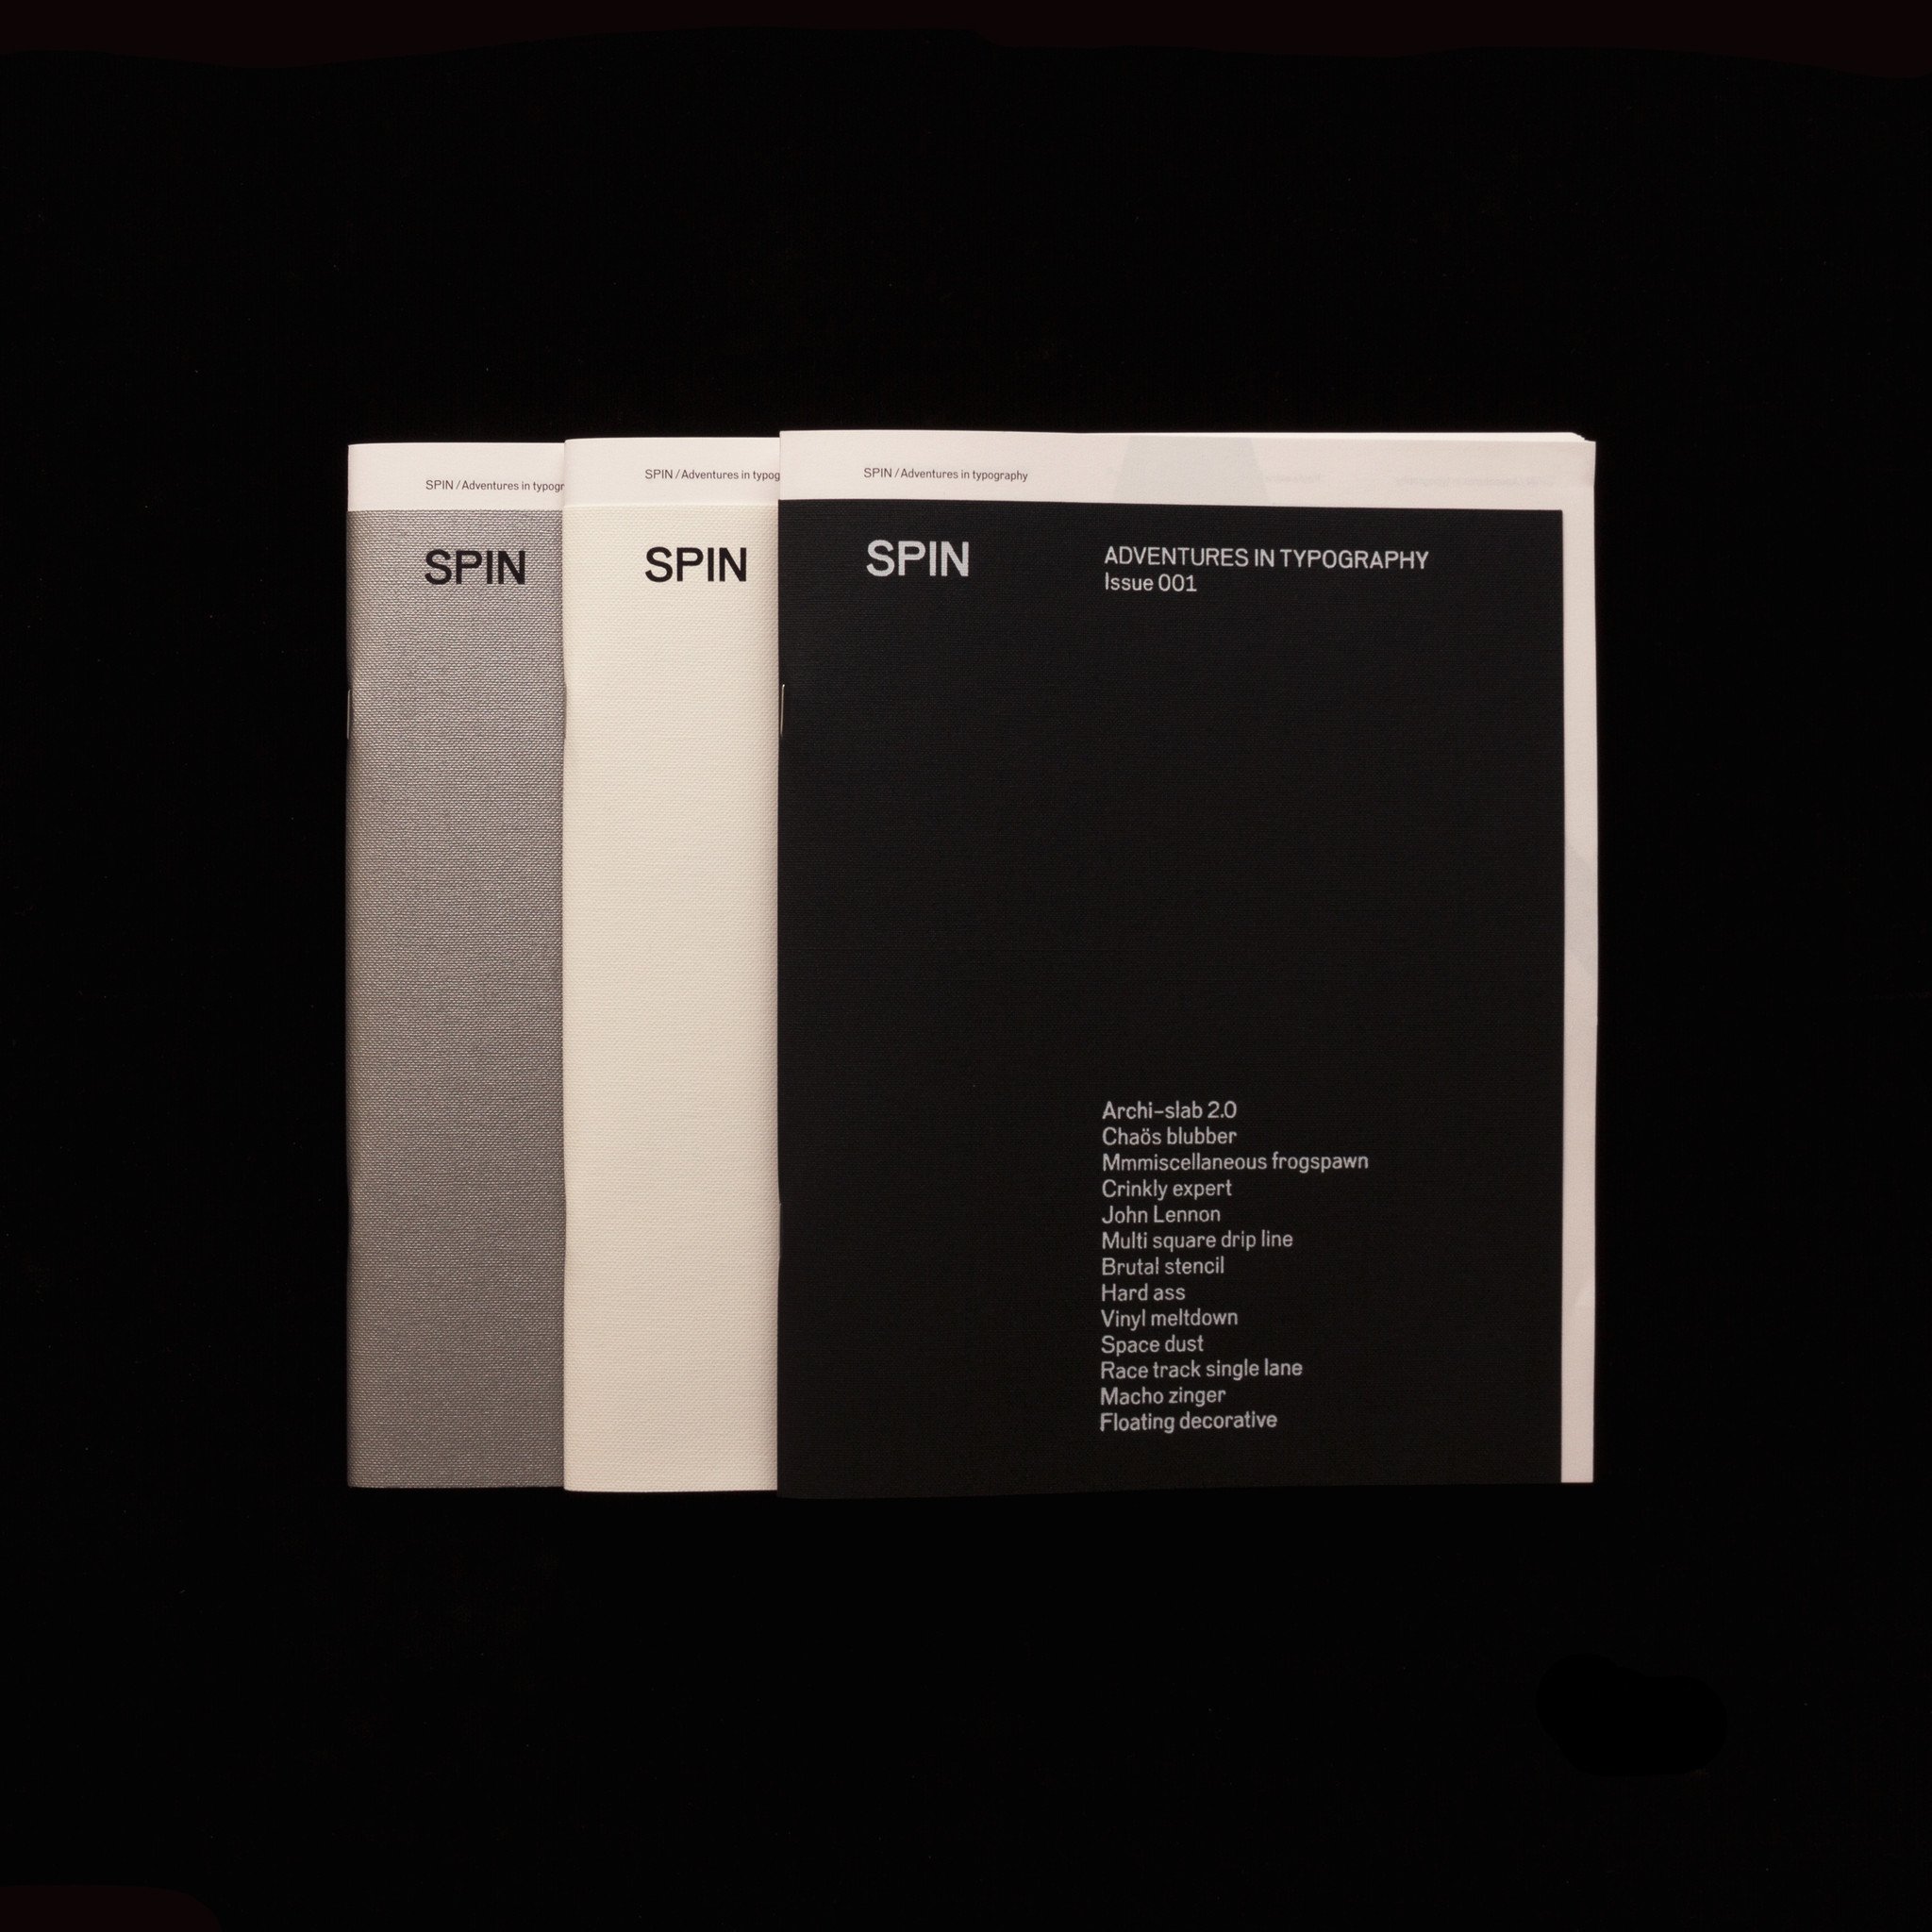 SPIN / Adventures in typogr
SPIN
SPIN / Adventures in typog
SPIN
SPIN / Adventures in typography
SPIN
ADVENTURES IN TYPOGRAPHY
Issue 001
Archi-slab 2.0
Chaös blubber
Mmmiscellaneous frogspawn
Crinkly expert
John Lennon
Multi square drip line
Brutal stencil
Hard ass
Vinyl meltdown
Space dust
Race track single lane
Macho zinger
Floating decorative